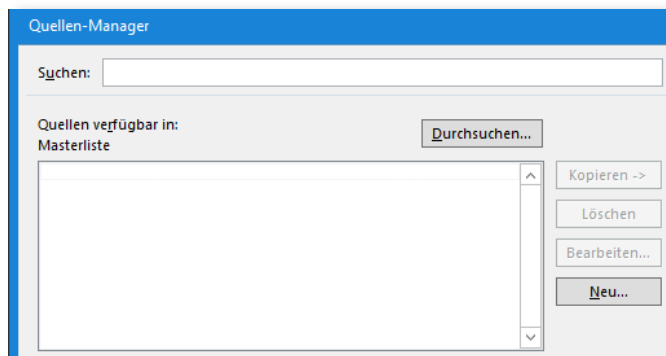 Quellen-Manager
Suchen:
Quellen verfügbar in:
Masterliste
Durchsuchen...
Kopieren ->
Löschen
Bearbeiten...
Neu...